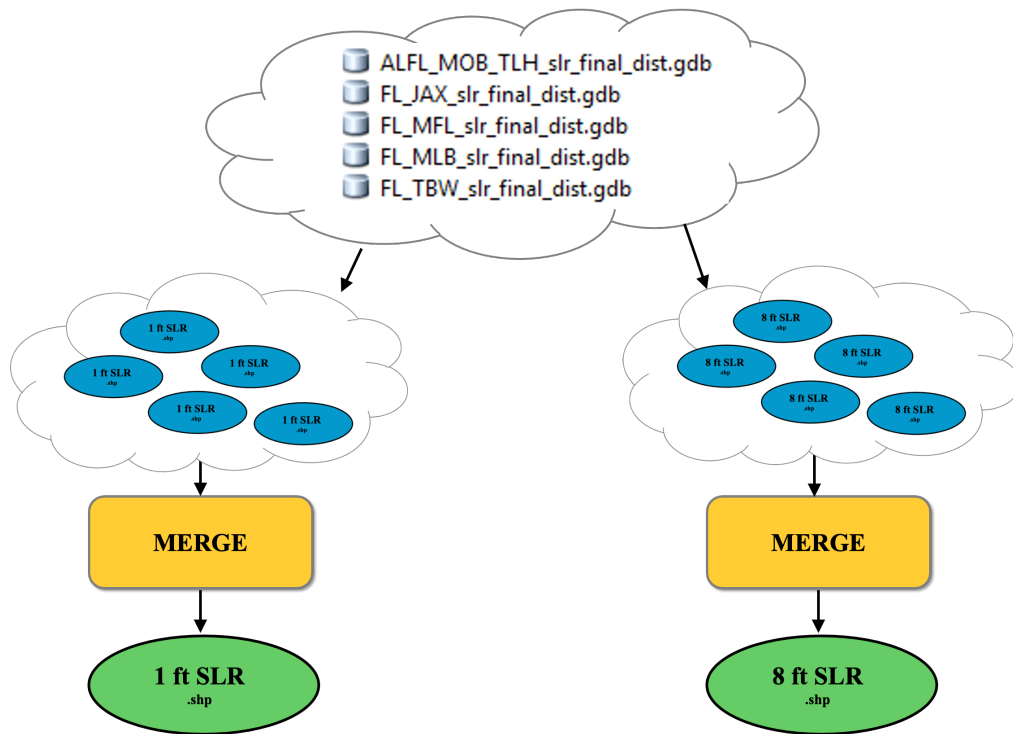 ALFL_MOB_TLH_slr_final_dist.gdb
FL_JAX_slr_final_dist.gdb
FL_MFL_slr_final_dist.gdb
FL_MLB_slr_final_dist.gdb
FL_TBW_slr_final_dist.gdb
1 ft SLR
.shp
1 ft SLR
.shp
1 ft SLR
.shp
1 ft SLR
.shp
1 ft SLR
.shp
MERGE
1 ft SLR
.shp
8 ft SLR
.shp
8 ft SLR
.shp
8 ft SLR
.shp
8 ft SLR
.shp
8 ft SLR
.shp
MERGE
8 ft SLR
.shp